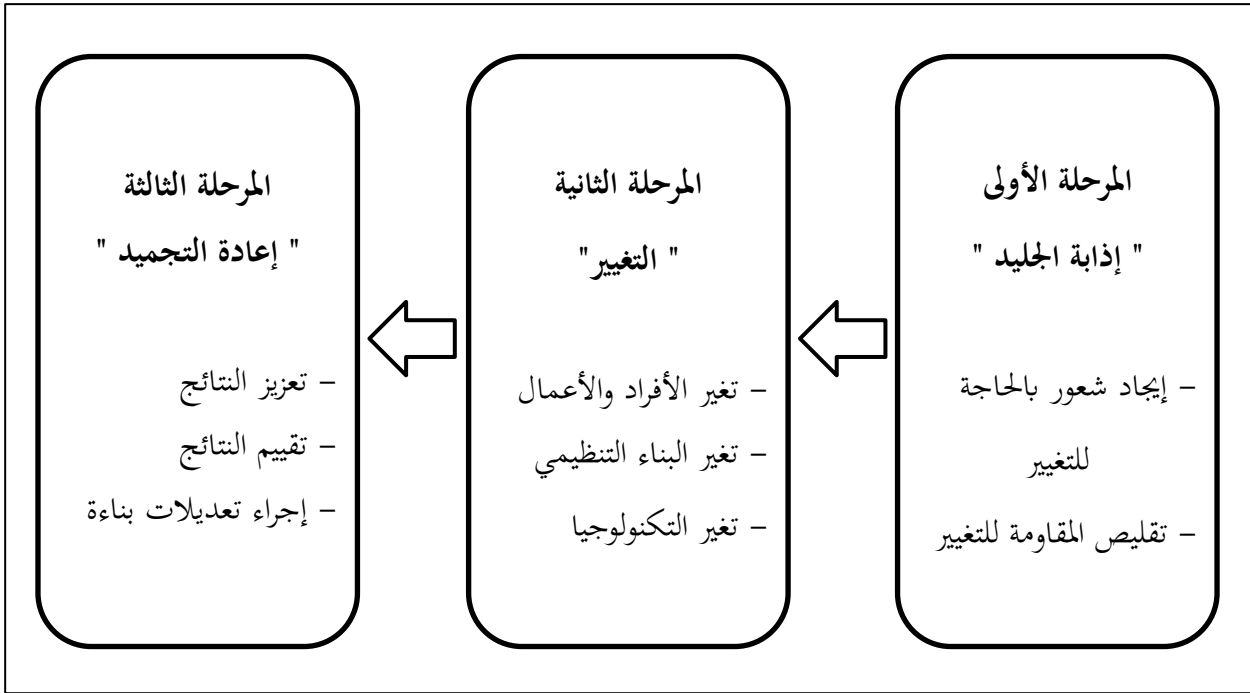 المرحلة الأولى
" إذابة الجليد "
– إيجاد شعور بالحاجة
للتغيير
– تقليص المقاومة للتغيير
المرحلة الثانية
" التغيير"
– تغير الأفراد والأعمال
– تغير البناء التنظيمي
– تغير التكنولوجيا
المرحلة الثالثة
" إعادة التجميد "
– تعزيز النتائج
– تقييم النتائج
– إجراء تعديلات بناءة